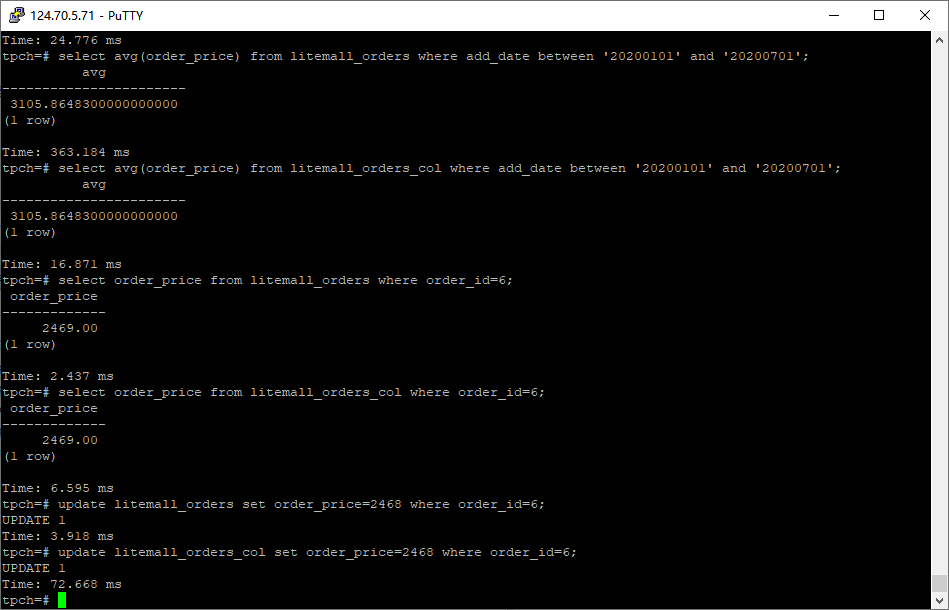 124.70.5.71 - PuTTY
Time: 24.776 ms
tpch=# select avg(order_price) from litemall_orders where add_date between '20200101' and '20200701';
avg
-----------------------
3105.8648300000000000
(1 row)
Time: 363.184 ms
tpch=# select avg(order_price) from litemall_orders_col where add_date between '20200101' and '20200701';
avg
-----------------------
3105.8648300000000000
(1 row)
Time: 16.871 ms
tpch=# select order_price from litemall_orders where order_id=6;
order_price
-------------
2469.00
(1 row)
Time: 2.437 ms
tpch=# select order_price from litemall_orders_col where order_id=6;
order_price
-------------
2469.00
(1 row)
Time: 6.595 ms
tpch=# update litemall_orders set order_price=2468 where order_id=6;
UPDATE 1
Time: 3.918 ms
tpch=# update litemall_orders_col set order_price=2468 where order_id=6;
UPDATE 1
Time: 72.668 ms
tpch=#